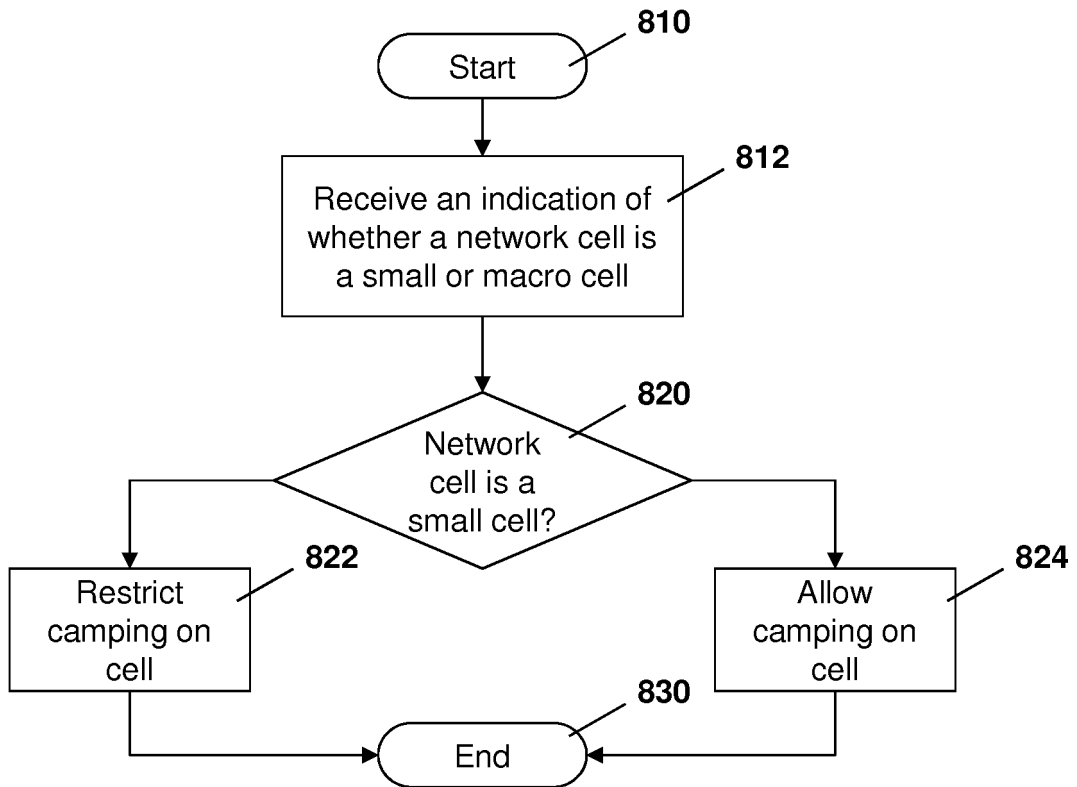 810
Start
812
Receive an indication of
whether a network cell is
a small or macro cell
820
Network
cell is a
small cell?
822
Restrict
camping on
cell
824
Allow
camping on
cell
830
End